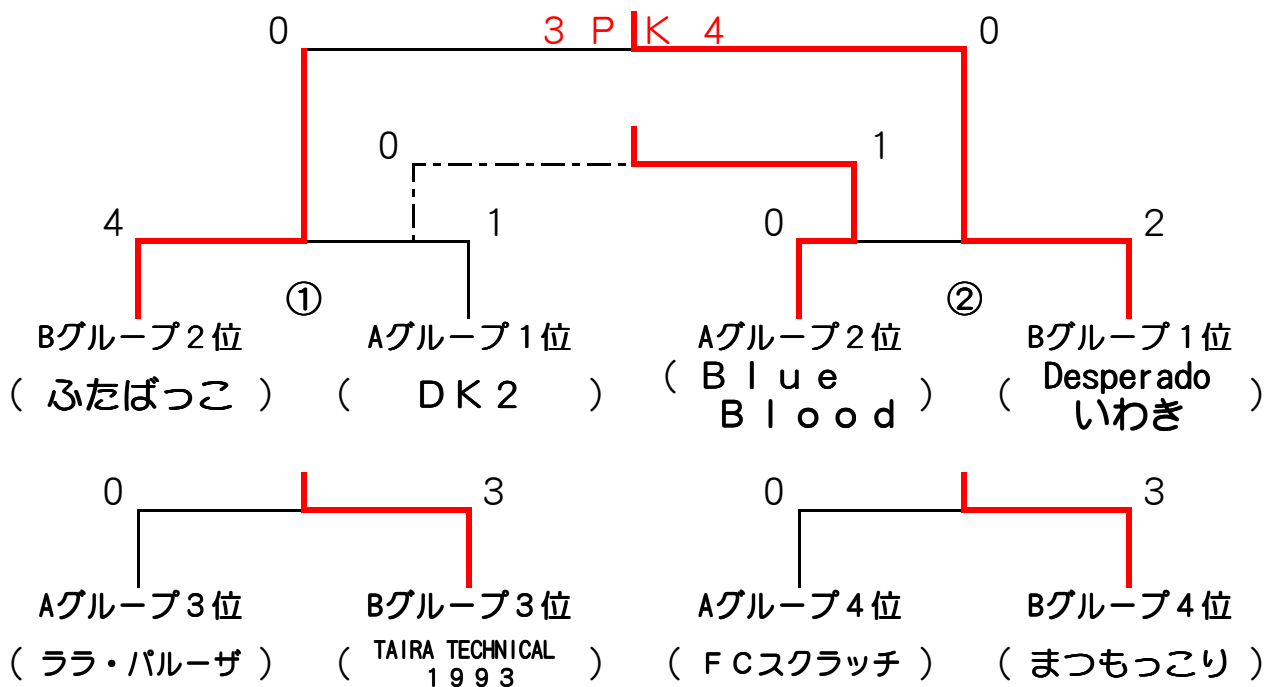 0 3 P K 4 0
0 1
4 1 0 2
① ②
Bグループ2位 Aグループ1位 Aグループ2位 Bグループ1位
( ふたばっこ ) ( DK2 ) ( Blue Blood ) ( Desperado いわき )
0 3 0 3
Aグループ3位 Bグループ3位 Aグループ4位 Bグループ4位
( ララ・パルーザ ) ( TAIRA TECHNICAL 1993 ) ( FCスクラッチ ) ( まつもっこり )